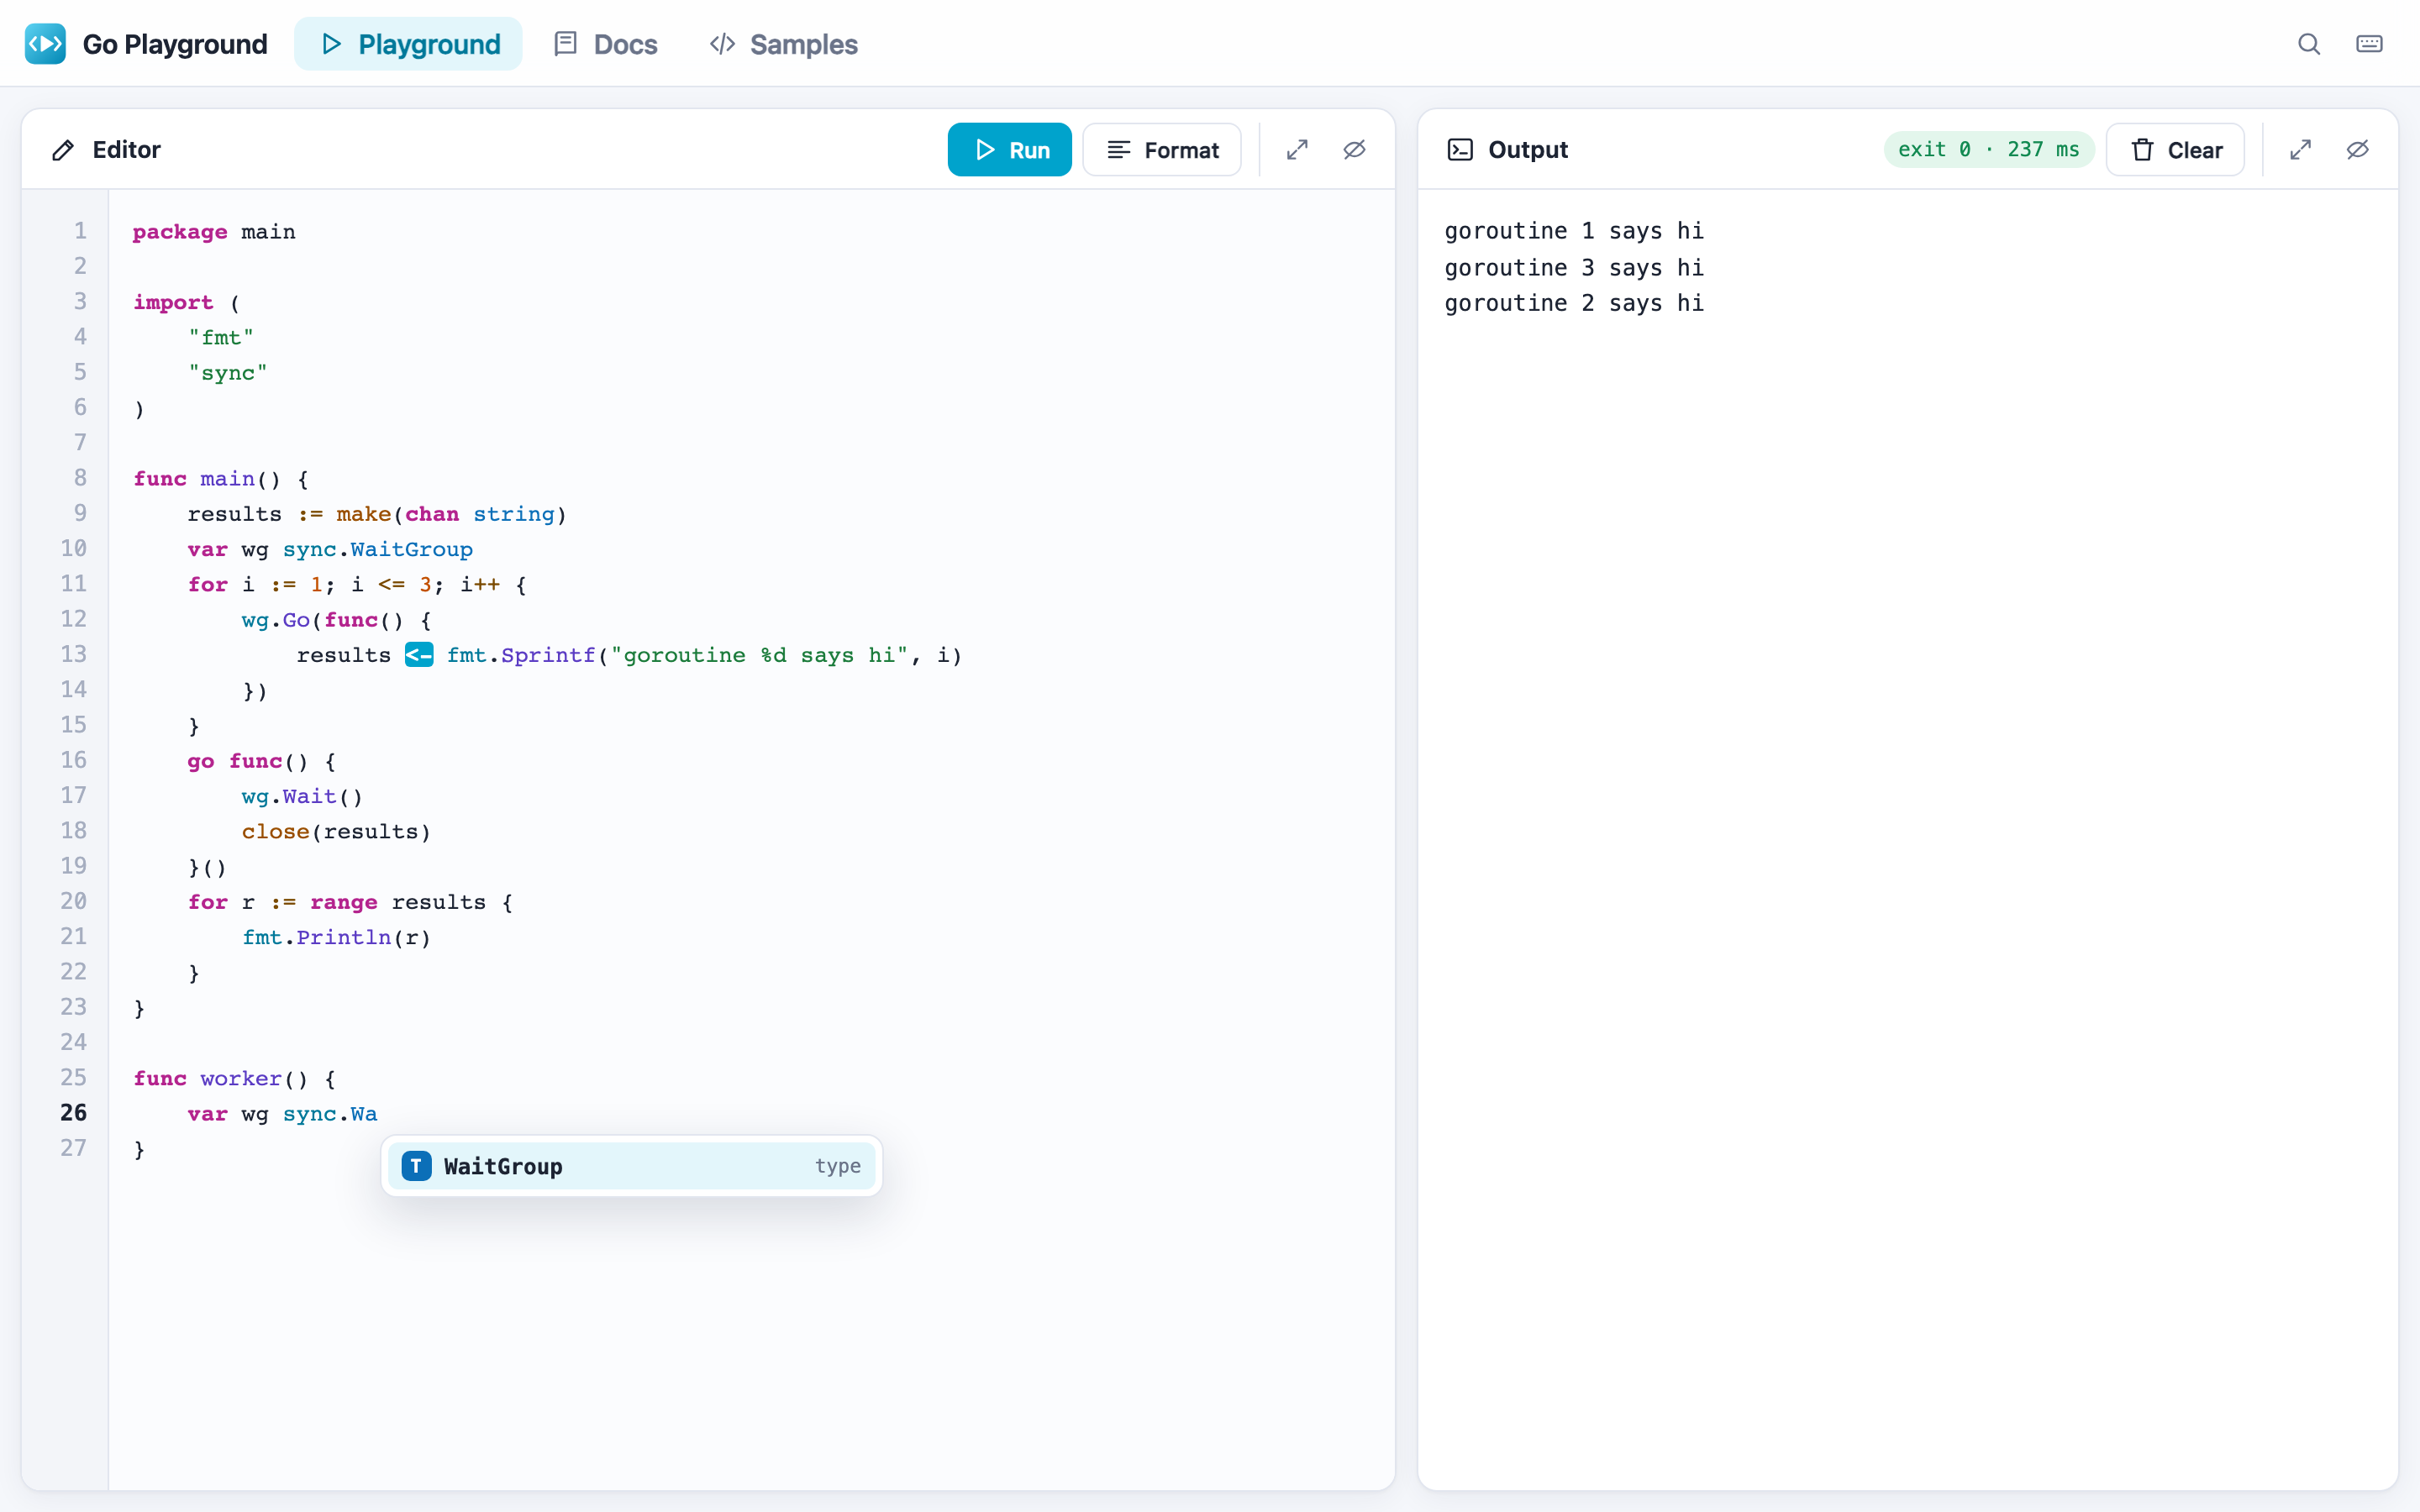 Go Playground Playground Docs Samples
Editor Run Format
1 package main
2
3 import (
4     "fmt"
5     "sync"
6 )
7
8 func main() {
9     results := make(chan string)
10     var wg sync.WaitGroup
11     for i := 1; i <= 3; i++ {
12         wg.Go(func() {
13             results <- fmt.Sprintf("goroutine %d says hi", i)
14         })
15     }
16     go func() {
17         wg.Wait()
18         close(results)
19     }()
20     for r := range results {
21         fmt.Println(r)
22     }
23 }
24
25 func worker() {
26     var wg sync.Wa
27 }
T WaitGroup type
Output exit 0 · 237 ms Clear
goroutine 1 says hi
goroutine 3 says hi
goroutine 2 says hi